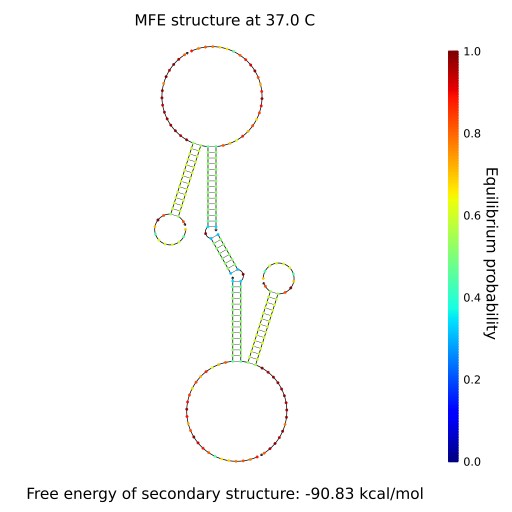 MFE structure at 37.0 C
1.0
0.8
0.6
0.4
0.2
0.0
Equilibrium probability
Free energy of secondary structure: -90.83 kcal/mol